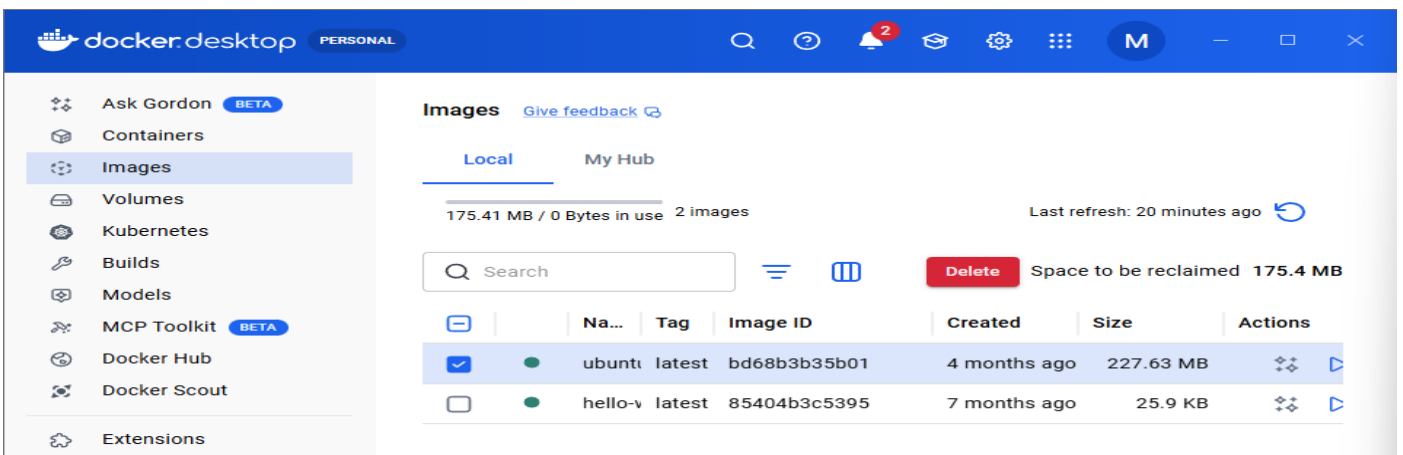 docker desktop PERSONAL 2 M
Ask Gordon BETA
Containers
Images
Volumes
Kubernetes
Builds
Models
MCP Toolkit BETA
Docker Hub
Docker Scout
Extensions
Images Give feedback
Local My Hub
175.41 MB / 0 Bytes in use 2 images Last refresh: 20 minutes ago
Search Delete Space to be reclaimed 175.4 MB
Na... Tag Image ID Created Size Actions
ubuntu latest bd68b3b35b01 4 months ago 227.63 MB
hello-w latest 85404b3c5395 7 months ago 25.9 KB